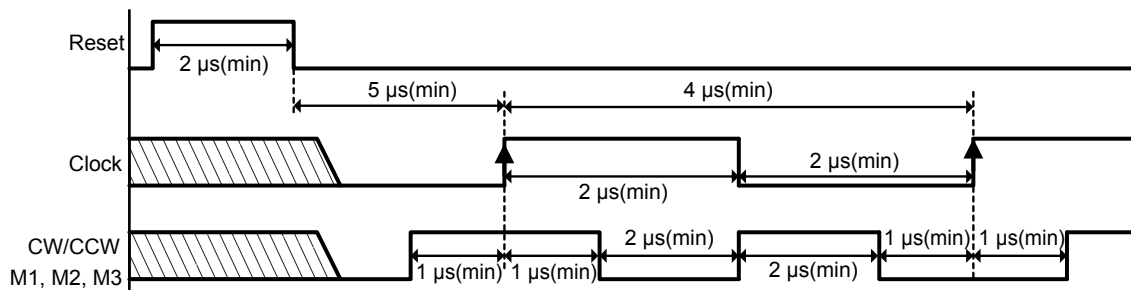 Reset
2 µs(min)
5 µs(min)
4 µs(min)
Clock
2 µs(min)
2 µs(min)
CW/CCW
M1, M2, M3
1 µs(min)
1 µs(min)
2 µs(min)
2 µs(min)
1 µs(min)
1 µs(min)